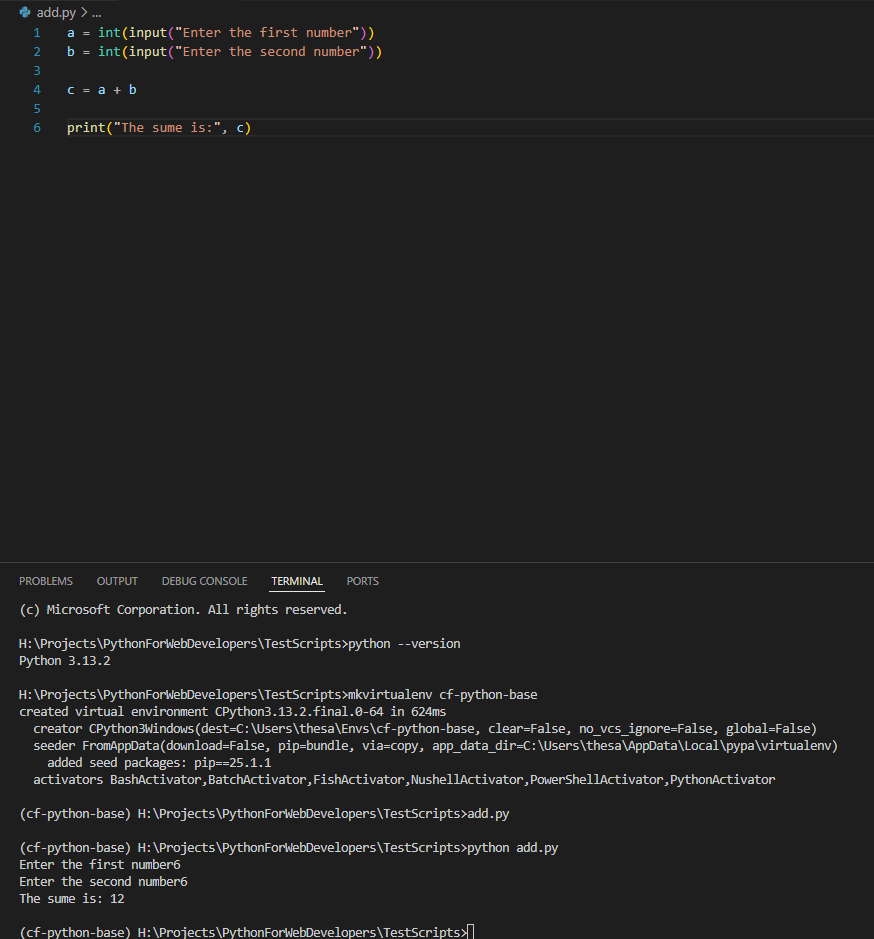 add.py > ...
1 a = int(input("Enter the first number"))
2 b = int(input("Enter the second number"))
3
4 c = a + b
5
6 print("The sume is:", c)
PROBLEMS OUTPUT DEBUG CONSOLE TERMINAL PORTS
(c) Microsoft Corporation. All rights reserved.
H:\Projects\PythonForWebDevelopers\TestScripts>python --version
Python 3.13.2
H:\Projects\PythonForWebDevelopers\TestScripts>mkvirtualenv cf-python-base
created virtual environment CPython3.13.2.final.0-64 in 624ms
creator CPython3Windows(dest=C:\Users\thesa\Envs\cf-python-base, clear=False, no_vcs_ignore=False, global=False)
seeder FromAppData(download=False, pip=bundle, via=copy, app_data_dir=C:\Users\thesa\AppData\Local\pypa\virtualenv)
added seed packages: pip==25.1.1
activators BashActivator,BatchActivator,FishActivator,NushellActivator,PowerShellActivator,PythonActivator
(cf-python-base) H:\Projects\PythonForWebDevelopers\TestScripts>add.py
(cf-python-base) H:\Projects\PythonForWebDevelopers\TestScripts>python add.py
Enter the first number6
Enter the second number6
The sume is: 12
(cf-python-base) H:\Projects\PythonForWebDevelopers\TestScripts>